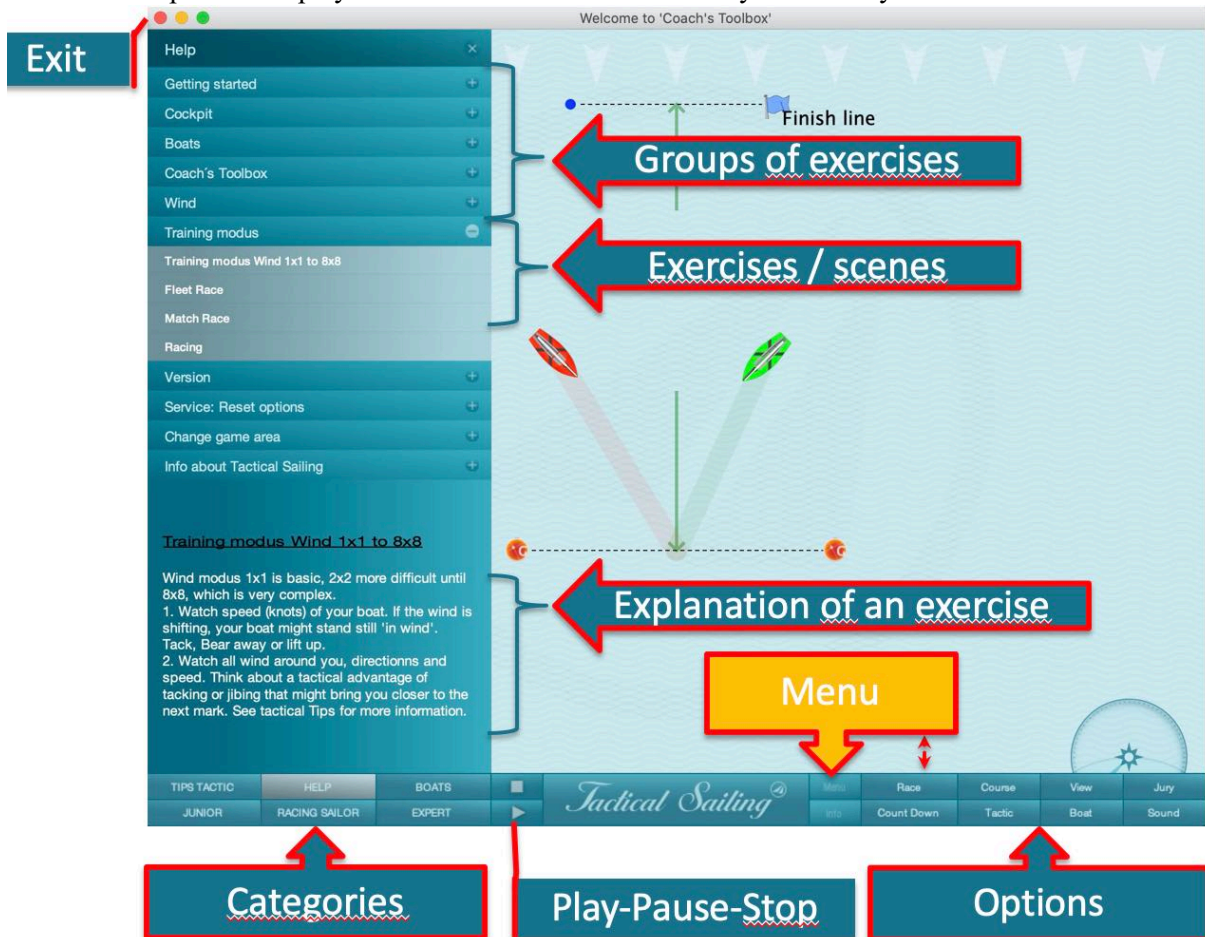 Welcome to 'Coach's Toolbox'
Exit
Help
Getting started
Cockpit
Boats
Coach´s Toolbox
Wind
Training modus
Training modus Wind 1x1 to 8x8
Fleet Race
Match Race
Racing
Version
Service: Reset options
Change game area
Info about Tactical Sailing
Training modus Wind 1x1 to 8x8
Wind modus 1x1 is basic, 2x2 more difficult until
8x8, which is very complex.
1. Watch speed (knots) of your boat. If the wind is
shifting, your boat might stand still 'in wind'.
Tack, Bear away or lift up.
2. Watch all wind around you, directionns and
speed. Think about a tactical advantage of
tacking or jibing that might bring you closer to the
next mark. See tactical Tips for more information.
Finish line
Groups of exercises
Exercises / scenes
Explanation of an exercise
Menu
TIPS TACTIC
HELP
BOATS
JUNIOR
RACING SAILOR
EXPERT
Tactical Sailing
Menu
Race
Course
View
Jury
Info
Count Down
Tactic
Boat
Sound
Categories
Play-Pause-Stop
Options